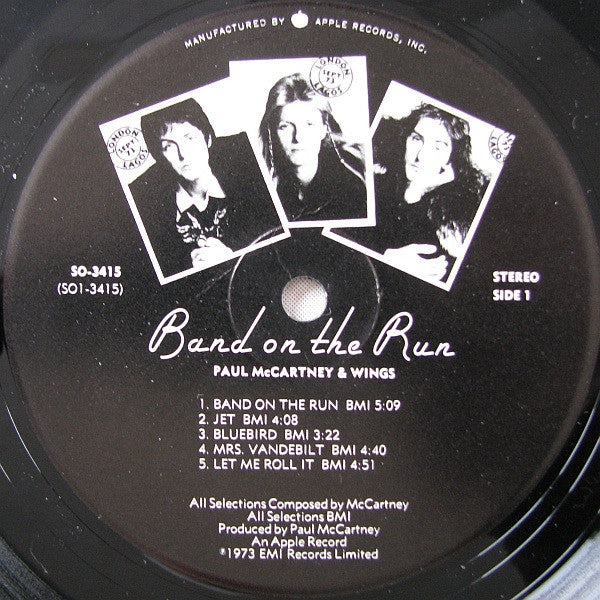 MANUFACTURED BY APPLE RECORDS, INC.
LONDON
SEPT
73
LAGOS
LONDON
SEPT
73
LAGOS
LAGOS
SO-3415
(SO1-3415)
STEREO
SIDE 1
Band on the Run
PAUL McCARTNEY & WINGS
1. BAND ON THE RUN BMI 5:09
2. JET BMI 4:08
3. BLUEBIRD BMI 3:22
4. MRS. VANDEBILT BMI 4:40
5. LET ME ROLL IT BMI 4:51
All Selections Composed by McCartney
All Selections BMI
Produced by Paul McCartney
An Apple Record
℗1973 EMI Records Limited